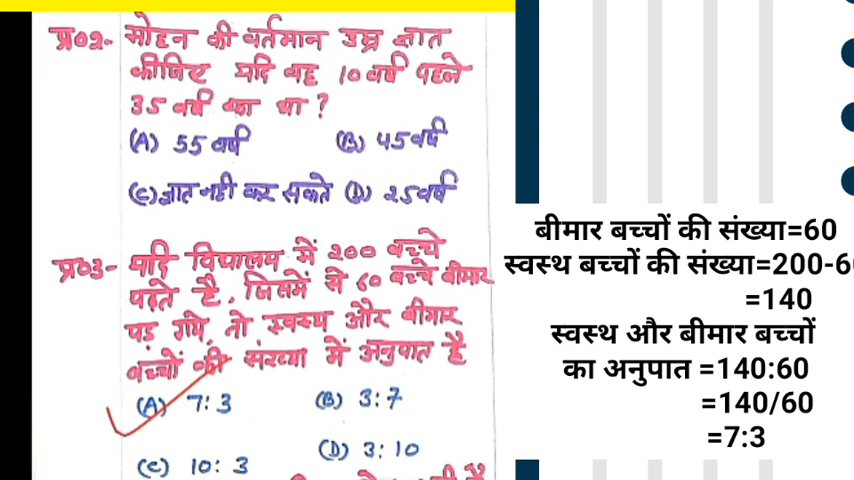 प्र02- मोहन की वर्तमान उम्र ज्ञात
कीजिए यदि वह 10 वर्ष पहले
35 वर्ष का था ?
(A) 55 वर्ष (B) 45 वर्ष
(C) ज्ञात नही कर सकते (D) 25 वर्ष
प्र03- यदि विघालय में 200 बच्चे
पढ़ते है, जिसमें से 60 बच्चे बीमार
पड़ गये, तो स्वस्थ और बीमार
बच्चों की संख्या में अनुपात है
(A) 7:3 (B) 3:7
(C) 10:3 (D) 3:10
बीमार बच्चों की संख्या=60
स्वस्थ बच्चों की संख्या=200-60
=140
स्वस्थ और बीमार बच्चों
का अनुपात =140:60
=140/60
=7:3